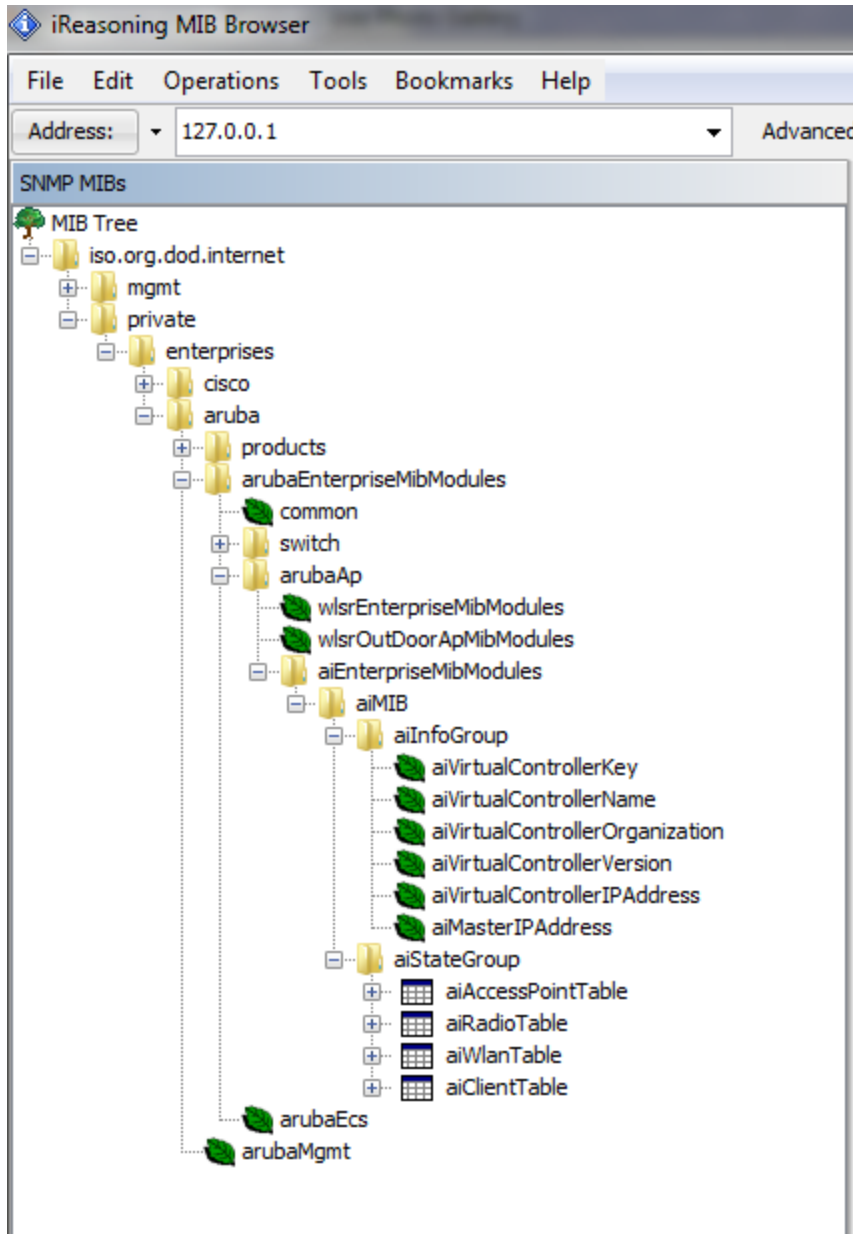 iReasoning MIB Browser
File Edit Operations Tools Bookmarks Help
Address: 127.0.0.1 Advanced
SNMP MIBs
MIB Tree
iso.org.dod.internet
mgmt
private
enterprises
cisco
aruba
products
arubaEnterpriseMibModules
common
switch
arubaAp
wlsrEnterpriseMibModules
wlsrOutDoorApMibModules
aiEnterpriseMibModules
aiMIB
aiInfoGroup
aiVirtualControllerKey
aiVirtualControllerName
aiVirtualControllerOrganization
aiVirtualControllerVersion
aiVirtualControllerIPAddress
aiMasterIPAddress
aiStateGroup
aiAccessPointTable
aiRadioTable
aiWlanTable
aiClientTable
arubaEcs
arubaMgmt